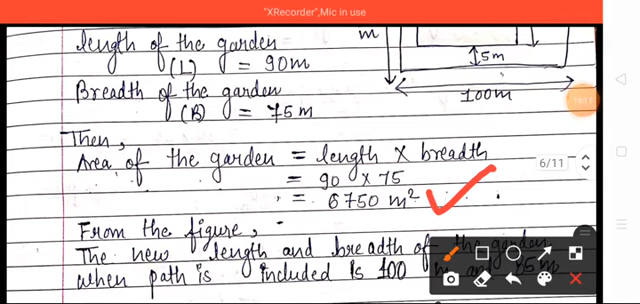 "XRecorder",Mic in use
length of the garden
(L) = 90m
m
5m
Breadth of the garden
(B) = 75m
100m
Then,
Area of the garden = length X breadth
6/11
= 90 x 75
= 6750 m²
From the figure,
The new length and breadth of the garden
when path is included is 100 m and 85m